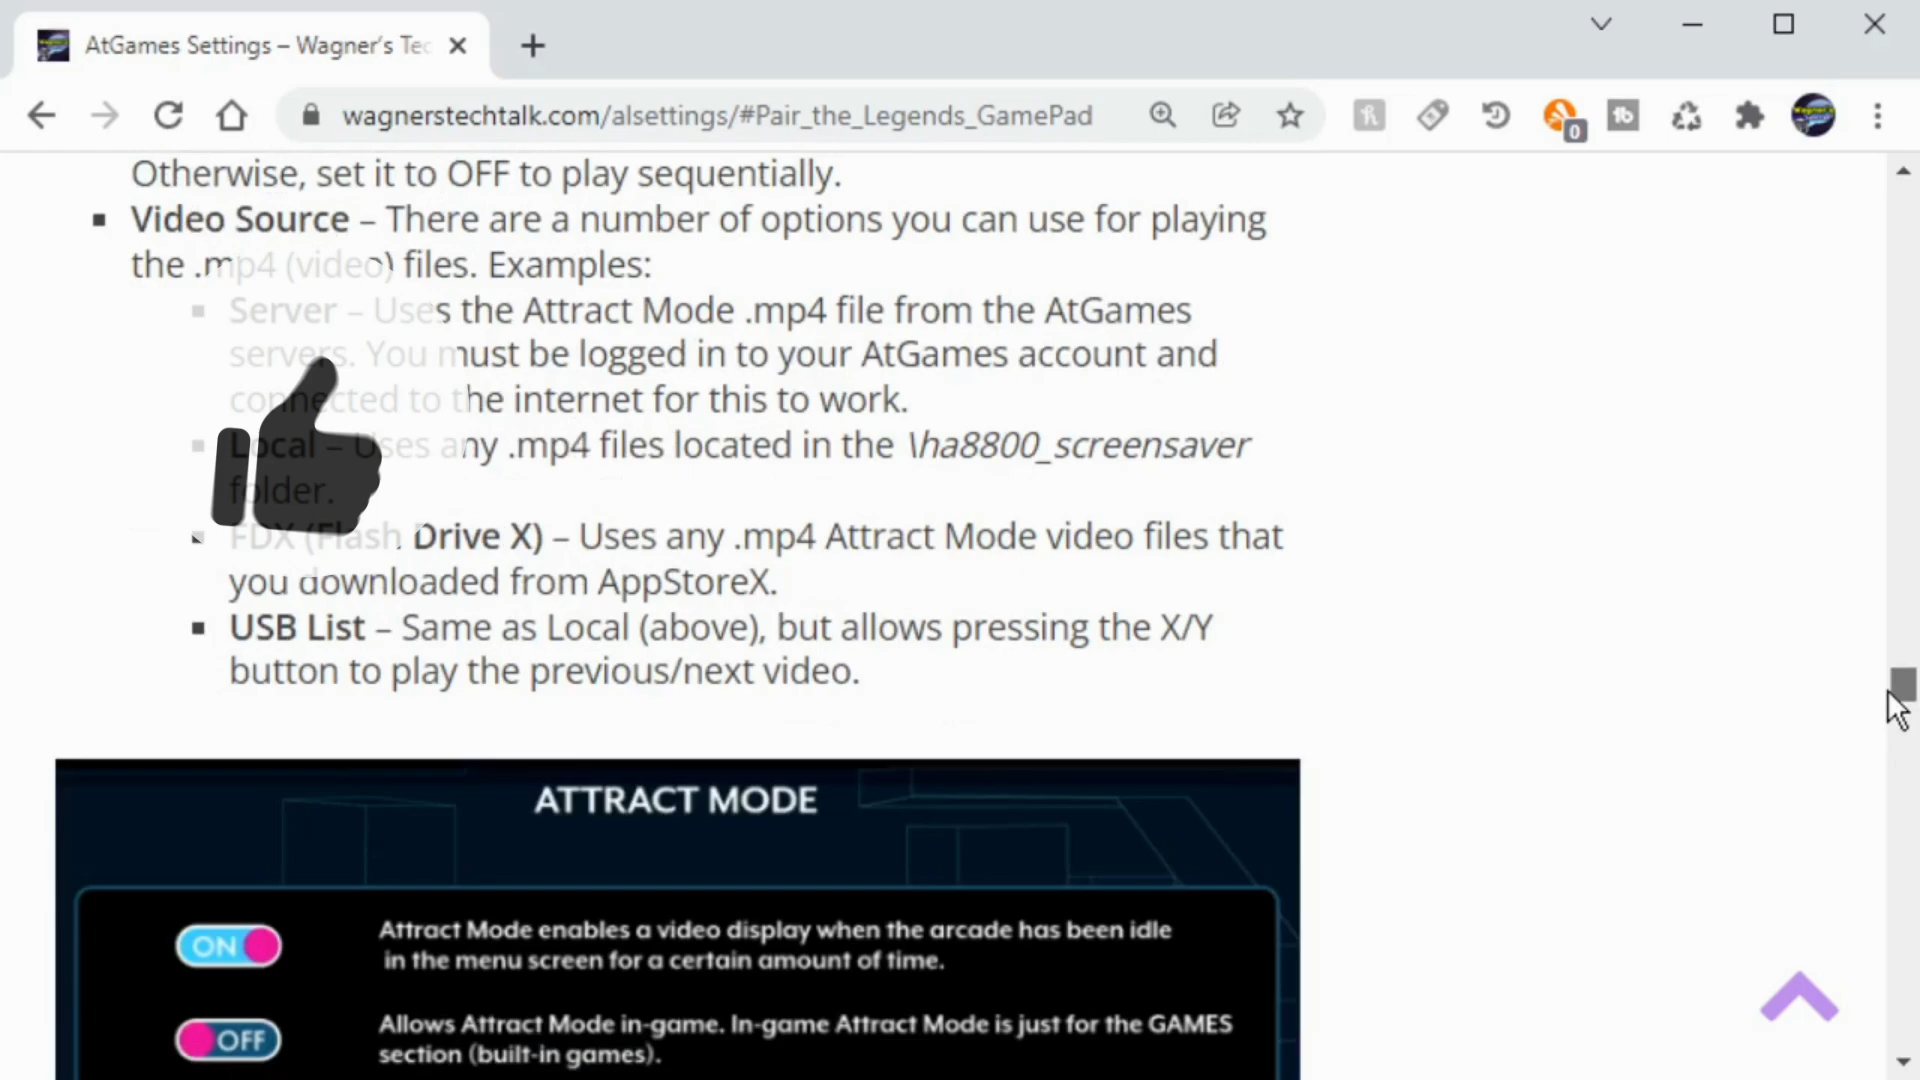 AtGames Settings – Wagner's Tec
wagnerstechtalk.com/alsettings/#Pair_the_Legends_GamePad
0
Otherwise, set it to OFF to play sequentially.
Video Source – There are a number of options you can use for playing
the .mp4 (video) files. Examples:
Server – Uses the Attract Mode .mp4 file from the AtGames
servers. You must be logged in to your AtGames account and
connected to the internet for this to work.
Local – Uses any .mp4 files located in the \ha8800_screensaver
folder.
FDX (Flash Drive X) – Uses any .mp4 Attract Mode video files that
you downloaded from AppStoreX.
USB List – Same as Local (above), but allows pressing the X/Y
button to play the previous/next video.
ATTRACT MODE
ON
Attract Mode enables a video display when the arcade has been idle
in the menu screen for a certain amount of time.
OFF
Allows Attract Mode in-game. In-game Attract Mode is just for the GAMES
section (built-in games).